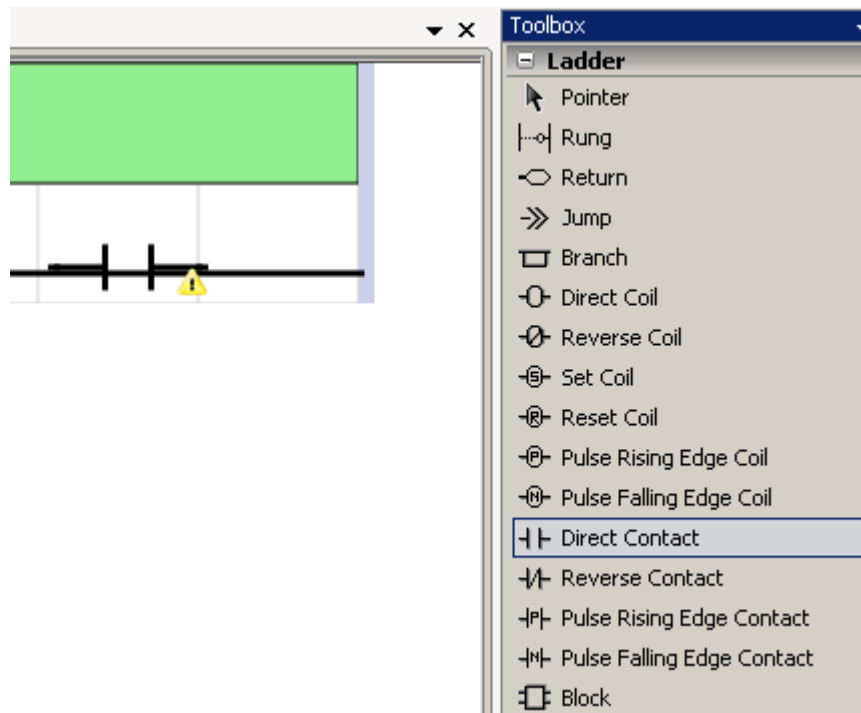 Toolbox
Ladder
Pointer
Rung
Return
Jump
Branch
Direct Coil
Reverse Coil
Set Coil
Reset Coil
Pulse Rising Edge Coil
Pulse Falling Edge Coil
Direct Contact
Reverse Contact
Pulse Rising Edge Contact
Pulse Falling Edge Contact
Block